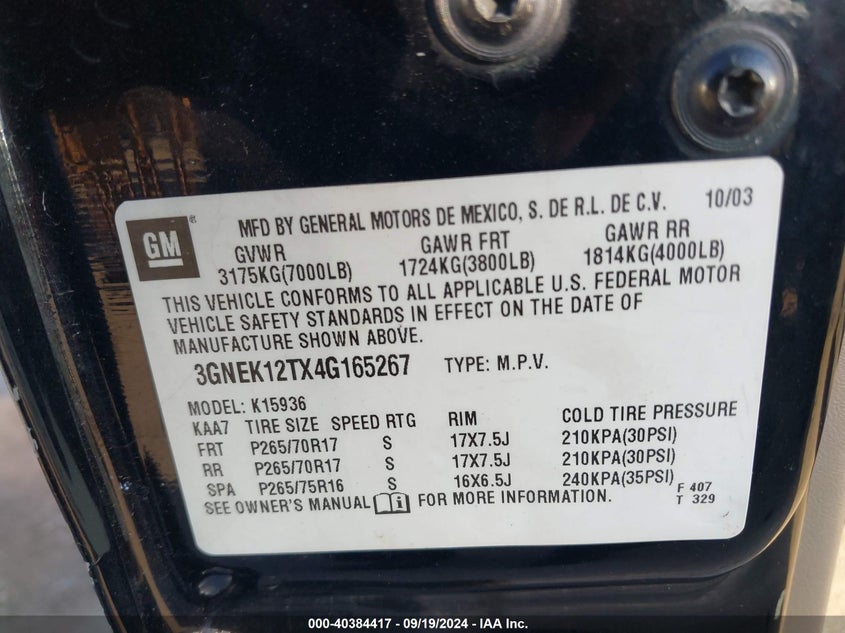 GM ®
MFD BY GENERAL MOTORS DE MEXICO, S. DE R.L. DE C.V. 10/03
GVWR GAWR FRT GAWR RR
3175KG(7000LB) 1724KG(3800LB) 1814KG(4000LB)
THIS VEHICLE CONFORMS TO ALL APPLICABLE U.S. FEDERAL MOTOR
VEHICLE SAFETY STANDARDS IN EFFECT ON THE DATE OF
MANUFACTURE SHOWN ABOVE.
3GNEK12TX4G165267 TYPE: M.P.V.
MODEL: K15936
KAA7 TIRE SIZE SPEED RTG RIM COLD TIRE PRESSURE
FRT P265/70R17 S 17X7.5J 210KPA(30PSI)
RR P265/70R17 S 17X7.5J 210KPA(30PSI)
SPA P265/75R16 S 16X6.5J 240KPA(35PSI)
SEE OWNER'S MANUAL FOR MORE INFORMATION. F 407
T 329
000-40384417 - 09/19/2024 - IAA Inc.